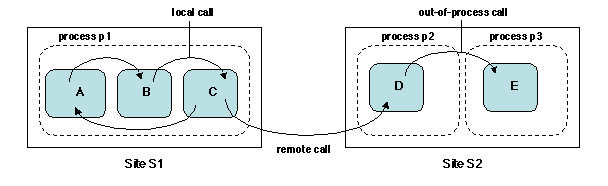 local call
out-of-process call
process p1
process p2
process p3
A
B
C
D
E
remote call
Site S1
Site S2